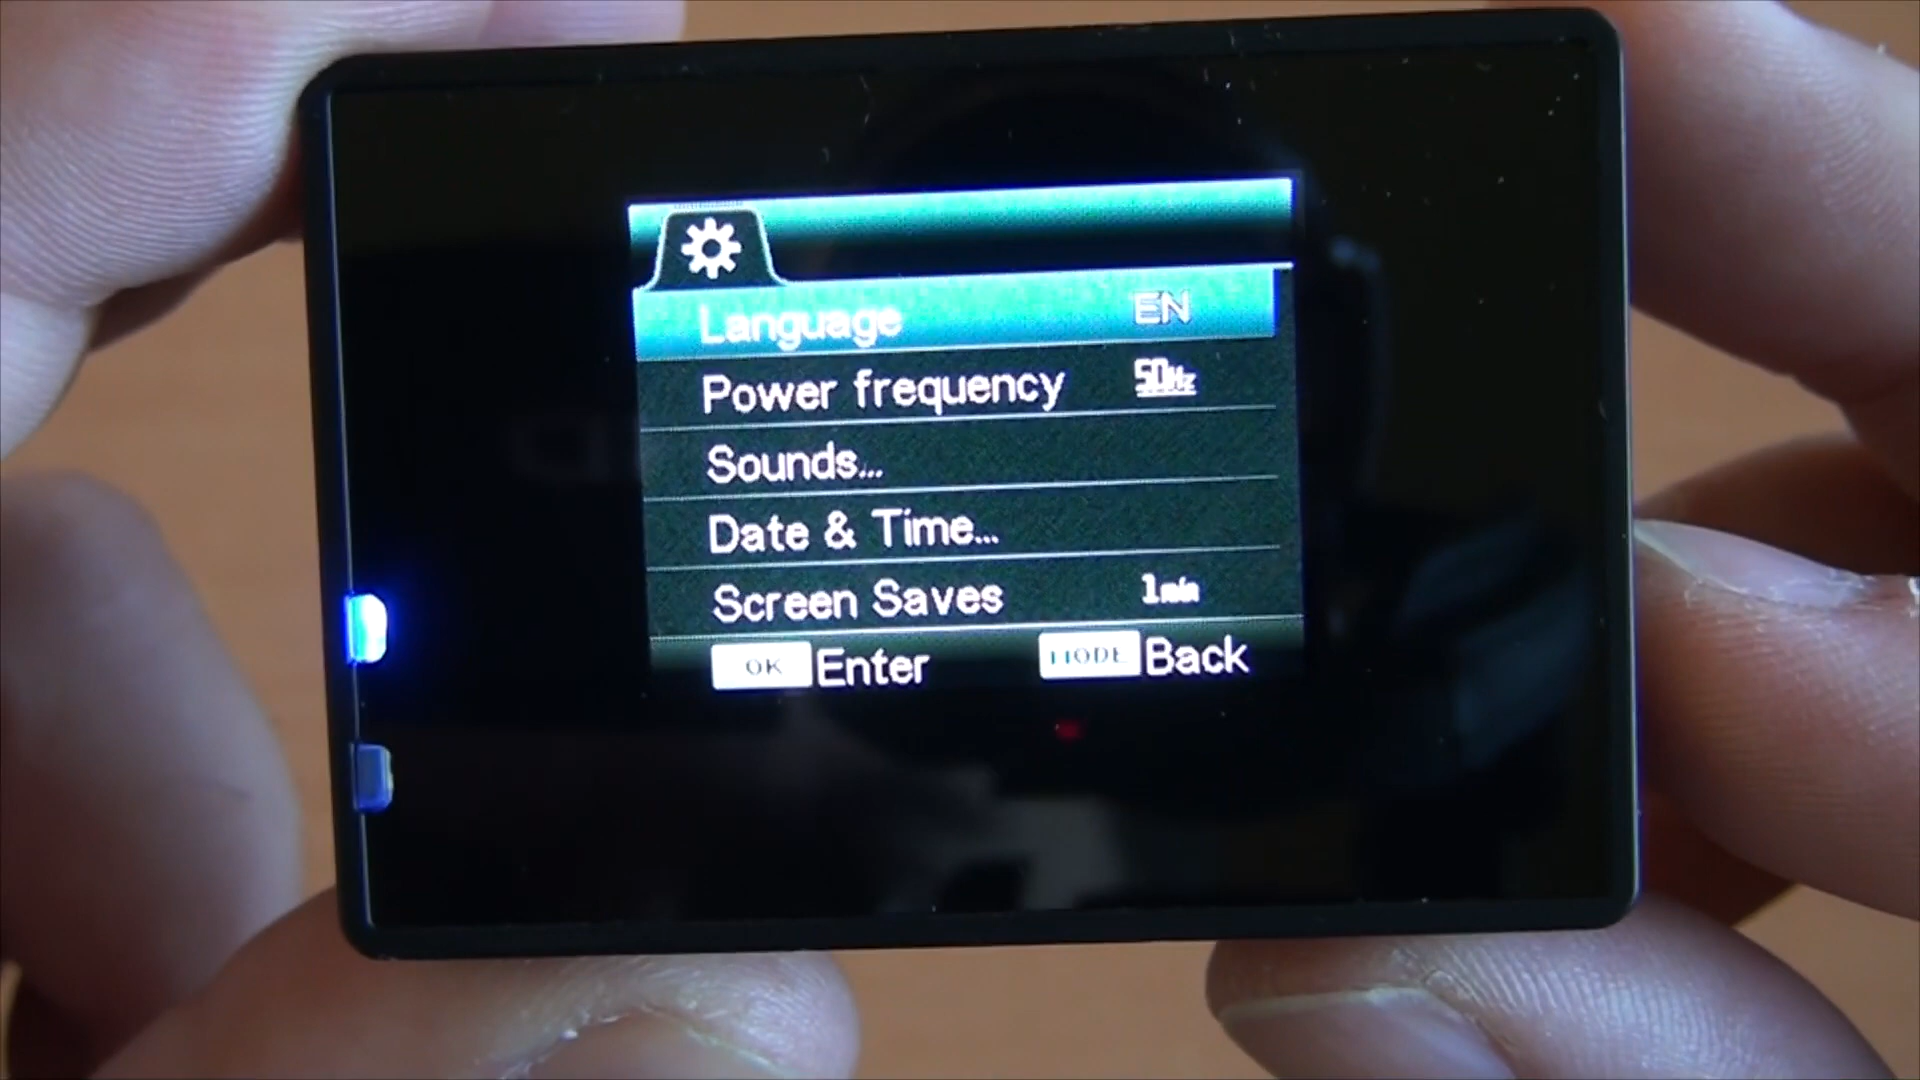 Language EN
Power frequency 50Hz
Sounds...
Date & Time...
Screen Saves 1min
OK Enter MODE Back